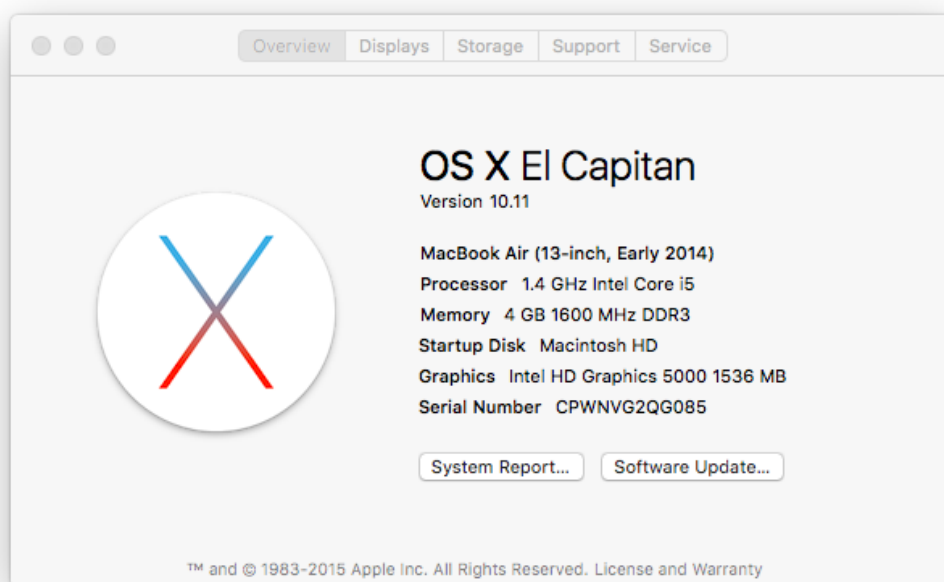 Overview Displays Storage Support Service
OS X El Capitan
Version 10.11
MacBook Air (13-inch, Early 2014)
Processor 1.4 GHz Intel Core i5
Memory 4 GB 1600 MHz DDR3
Startup Disk Macintosh HD
Graphics Intel HD Graphics 5000 1536 MB
Serial Number CPWNVG2QG085
System Report... Software Update...
™ and © 1983-2015 Apple Inc. All Rights Reserved. License and Warranty